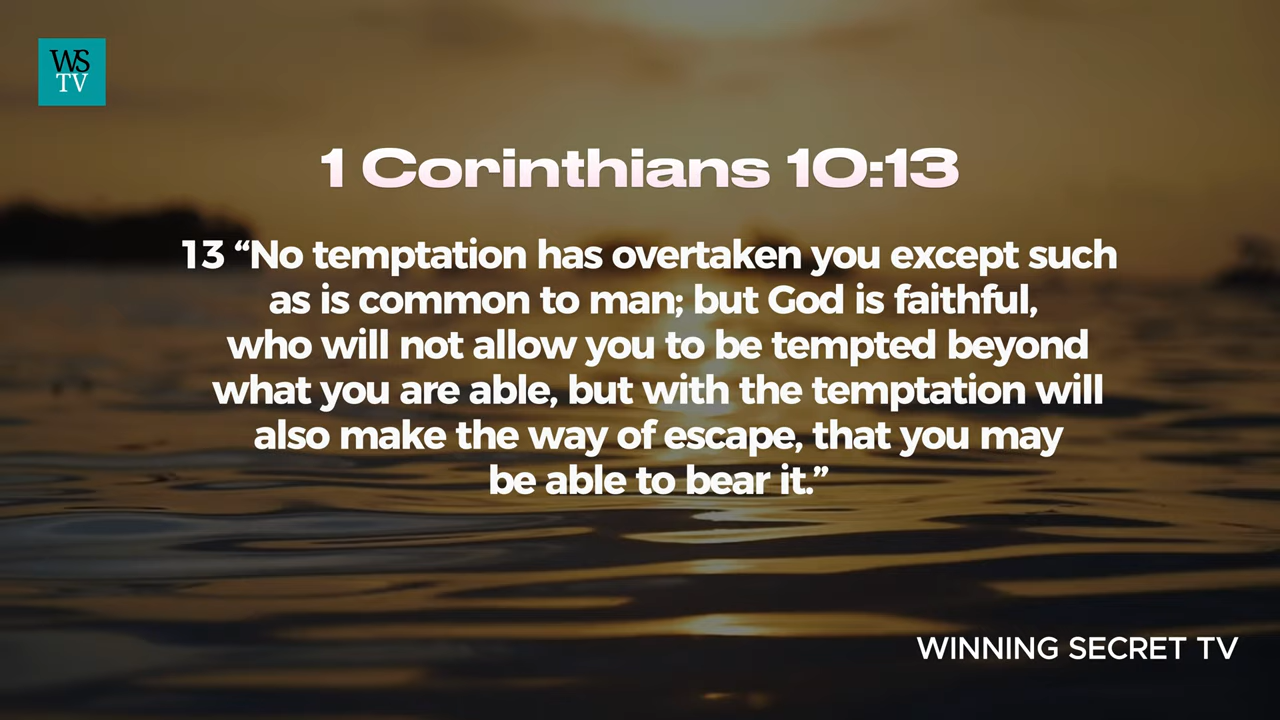 WS
TV
1 Corinthians 10:13
13 “No temptation has overtaken you except such
as is common to man; but God is faithful,
who will not allow you to be tempted beyond
what you are able, but with the temptation will
also make the way of escape, that you may
be able to bear it.”
WINNING SECRET TV